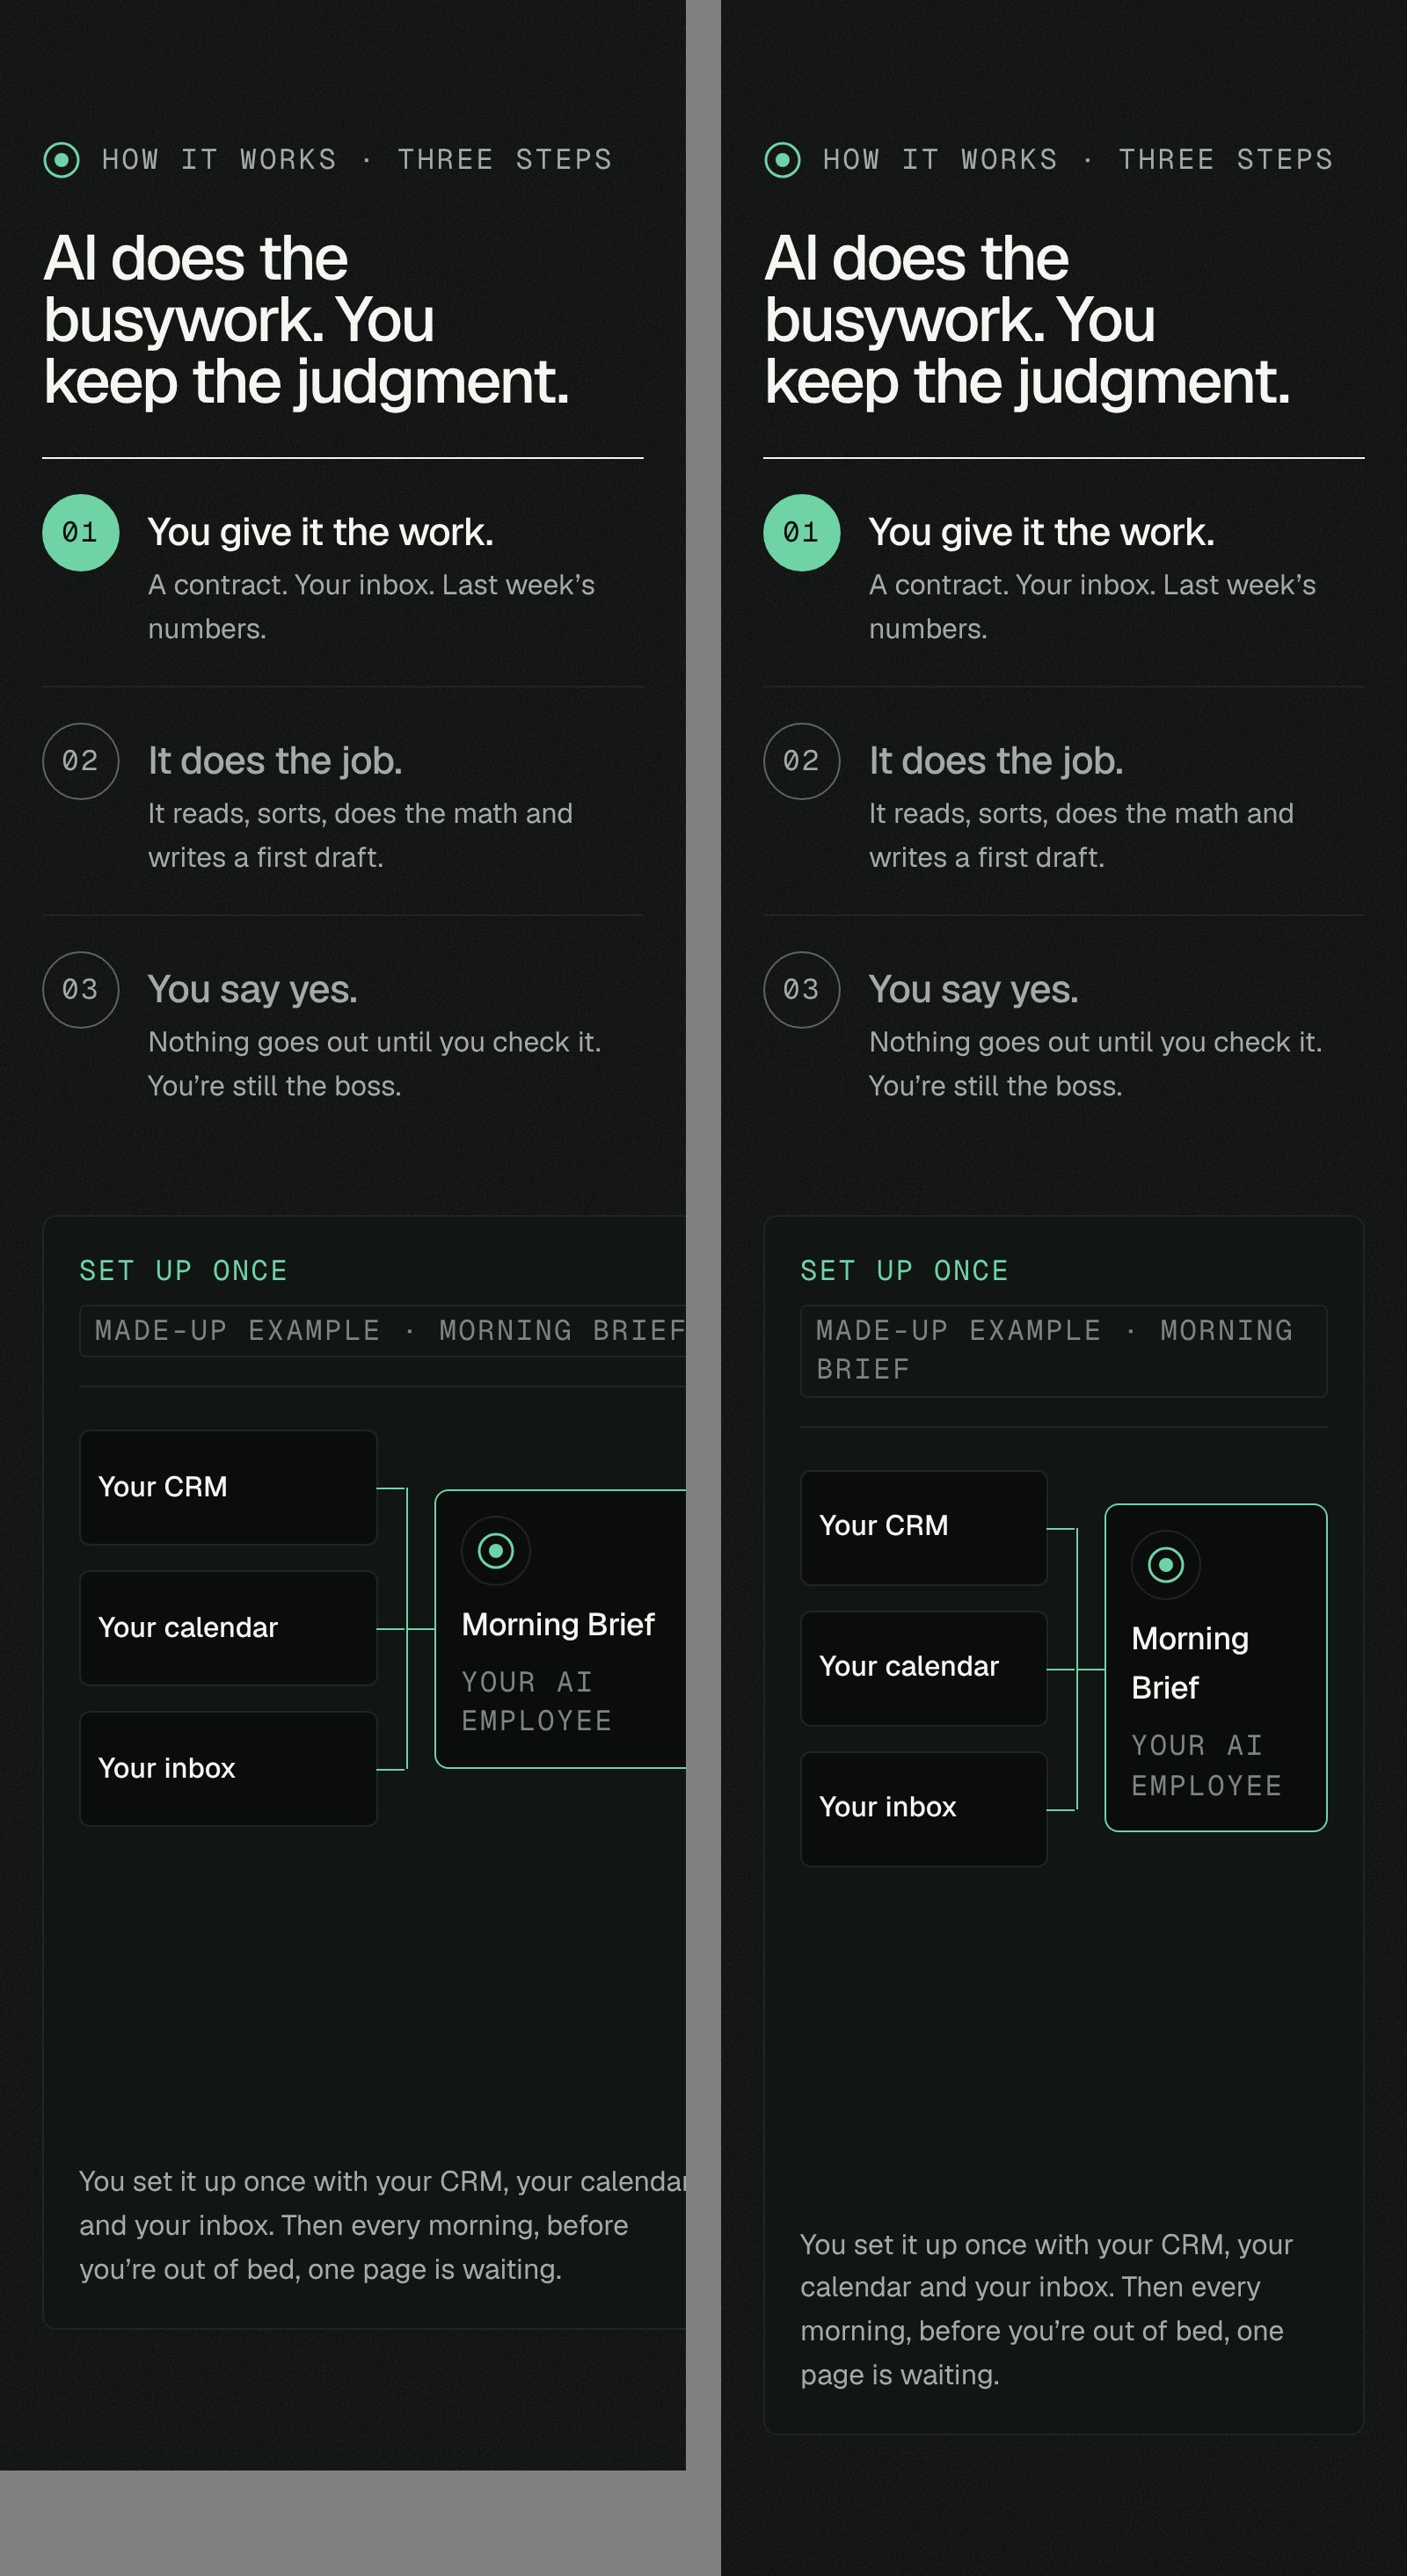 HOW IT WORKS · THREE STEPS
AI does the
busywork. You
keep the judgment.
01
You give it the work.
A contract. Your inbox. Last week’s
numbers.
02
It does the job.
It reads, sorts, does the math and
writes a first draft.
03
You say yes.
Nothing goes out until you check it.
You’re still the boss.
SET UP ONCE
MADE-UP EXAMPLE · MORNING BRIEF
Your CRM
Your calendar
Your inbox
Morning Brief
YOUR AI
EMPLOYEE
You set it up once with your CRM, your calendar
and your inbox. Then every morning, before
you’re out of bed, one page is waiting.
HOW IT WORKS · THREE STEPS
AI does the
busywork. You
keep the judgment.
01
You give it the work.
A contract. Your inbox. Last week’s
numbers.
02
It does the job.
It reads, sorts, does the math and
writes a first draft.
03
You say yes.
Nothing goes out until you check it.
You’re still the boss.
SET UP ONCE
MADE-UP EXAMPLE · MORNING
BRIEF
Your CRM
Your calendar
Your inbox
Morning
Brief
YOUR AI
EMPLOYEE
You set it up once with your CRM, your
calendar and your inbox. Then every
morning, before you’re out of bed, one
page is waiting.